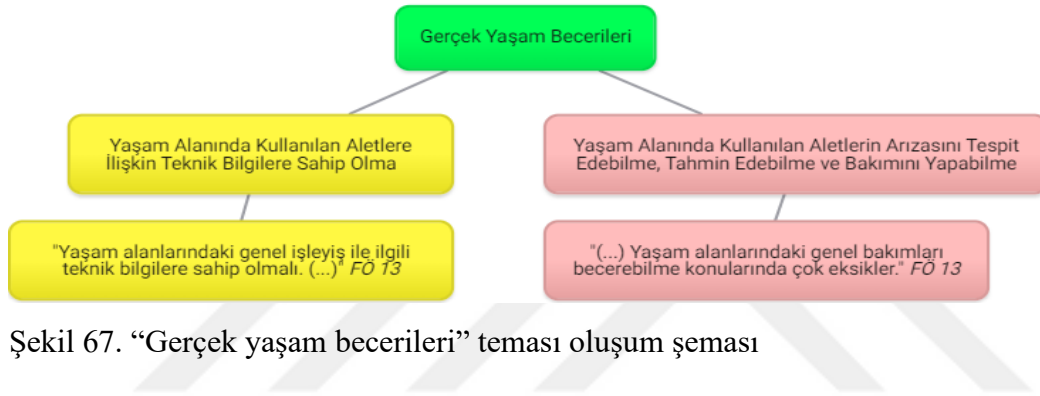 Gerçek Yaşam Becerileri
Yaşam Alanında Kullanılan Aletlere
İlişkin Teknik Bilgilere Sahip Olma
Yaşam Alanında Kullanılan Aletlerin Arızasını Tespit
Edebilme, Tahmin Edebilme ve Bakımını Yapabilme
"Yaşam alanlarındaki genel işleyiş ile ilgili
teknik bilgilere sahip olmalı. (...)" FÖ 13
"(...) Yaşam alanlarındaki genel bakımları
becerebilme konularında çok eksikler." FÖ 13
Şekil 67. “Gerçek yaşam becerileri” teması oluşum şeması